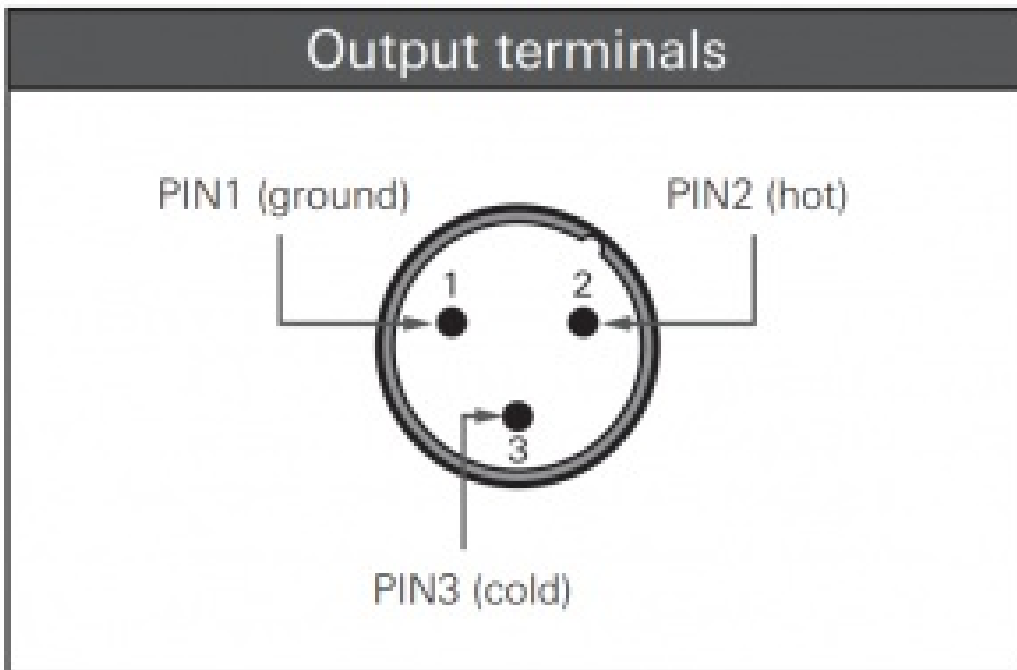 Output terminals
PIN1 (ground)
PIN2 (hot)
1
2
3
PIN3 (cold)